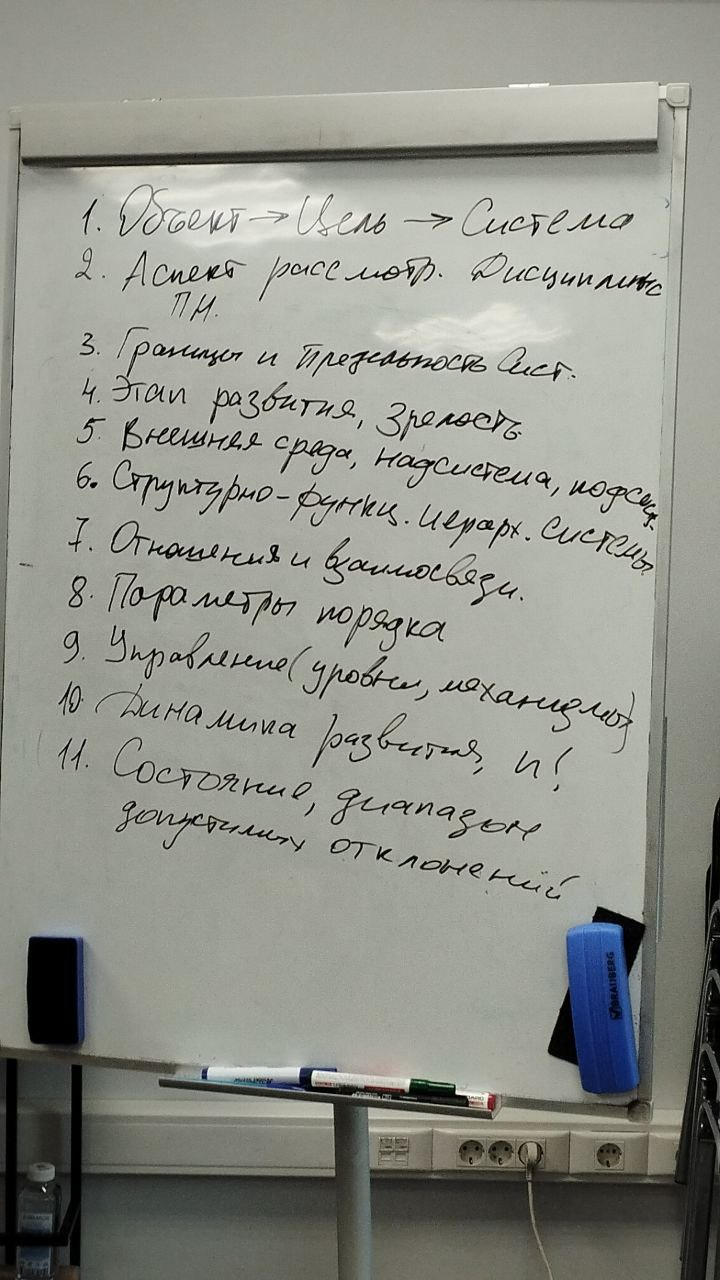 1. Объект → Цель → Система
2. Аспект рассмотр. Дисциплины
ПН.
3. Границы и предельность Сист.
4. Этап развития, Зрелость
5. Внешняя среда, надсистема, подсист.
6. Структурно-функц. иерарх. системы
7. Отношения и взаимосвязи.
8. Параметры порядка
9. Управление (уровни, механизмы)
10. Динамика развития, и!
11. Состояние, диапазон
допустимых отклонений
BRAUBERG